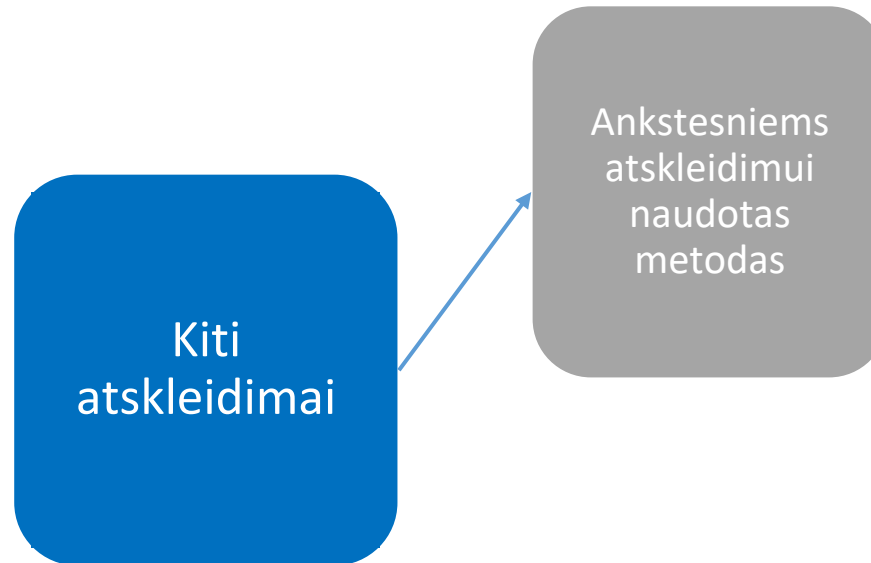 Kiti
atskleidimai
Ankstesniems
atskleidimui
naudotas
metodas